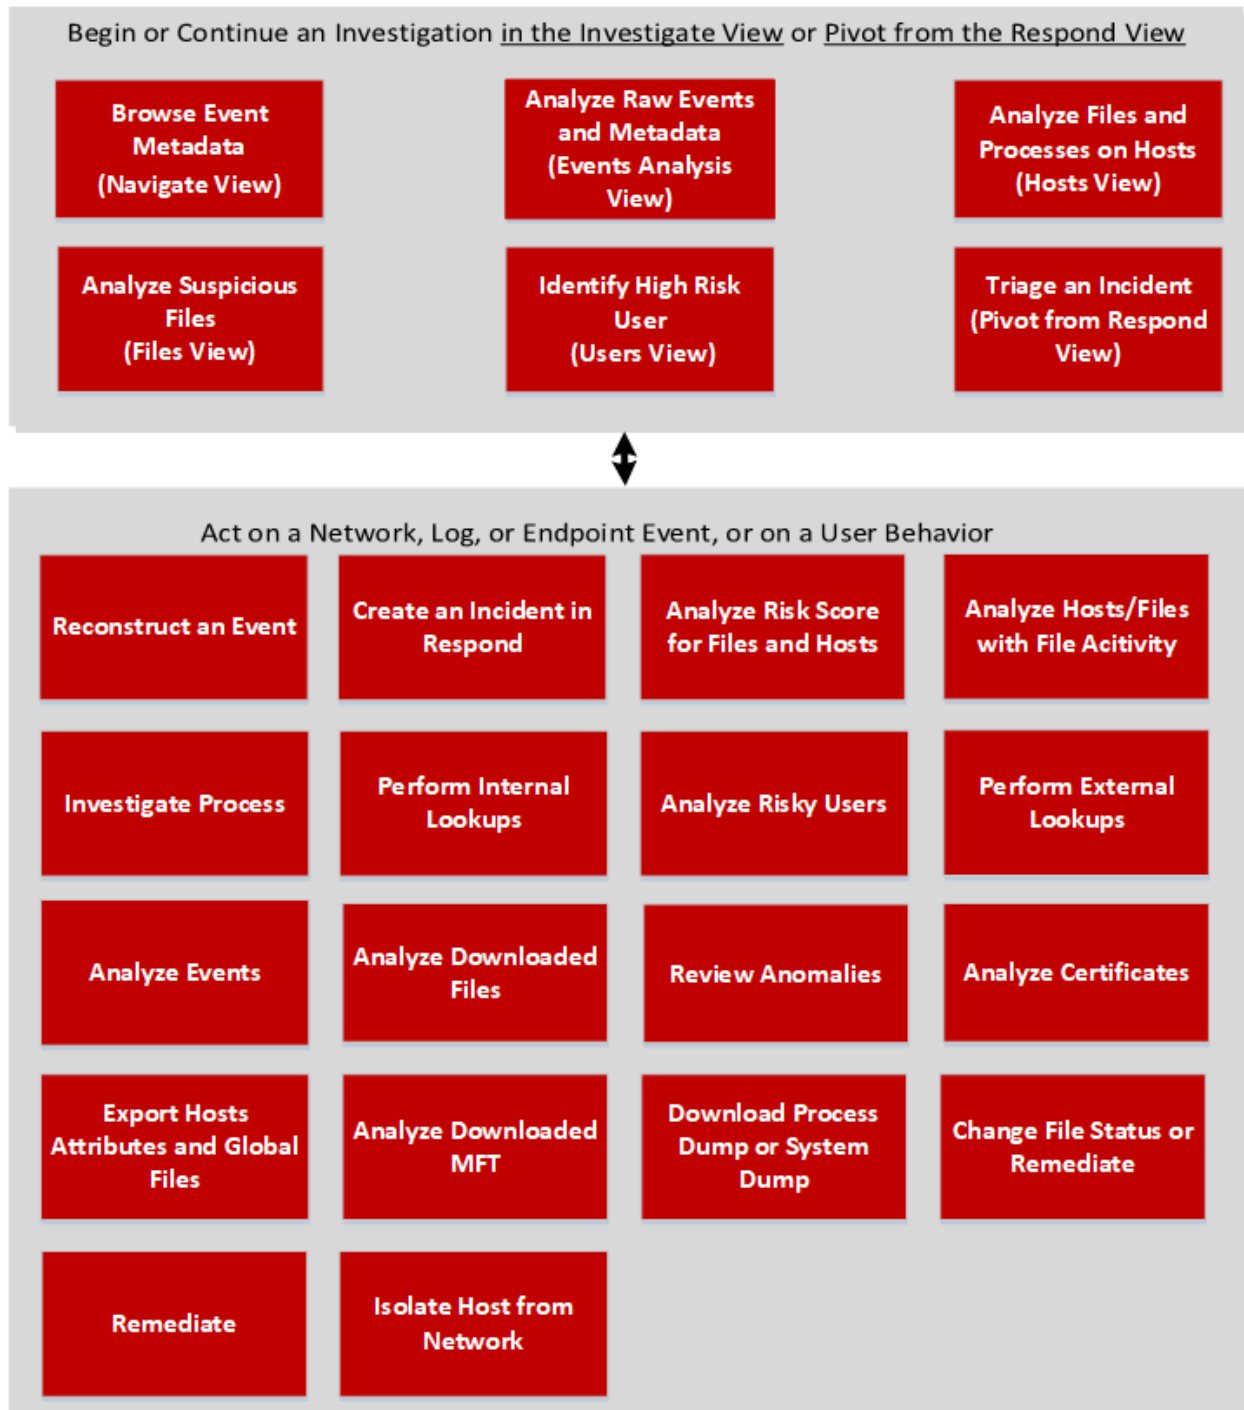 Begin or Continue an Investigation in the Investigate View or Pivot from the Respond View
Browse Event
Metadata
(Navigate View)
Analyze Raw Events
and Metadata
(Events Analysis
View)
Analyze Files and
Processes on Hosts
(Hosts View)
Analyze Suspicious
Files
(Files View)
Identify High Risk
User
(Users View)
Triage an Incident
(Pivot from Respond
View)
Act on a Network, Log, or Endpoint Event, or on a User Behavior
Reconstruct an Event
Create an Incident in
Respond
Analyze Risk Score
for Files and Hosts
Analyze Hosts/Files
with File Acitivity
Investigate Process
Perform Internal
Lookups
Analyze Risky Users
Perform External
Lookups
Analyze Events
Analyze Downloaded
Files
Review Anomalies
Analyze Certificates
Export Hosts
Attributes and Global
Files
Analyze Downloaded
MFT
Download Process
Dump or System
Dump
Change File Status or
Remediate
Remediate
Isolate Host from
Network